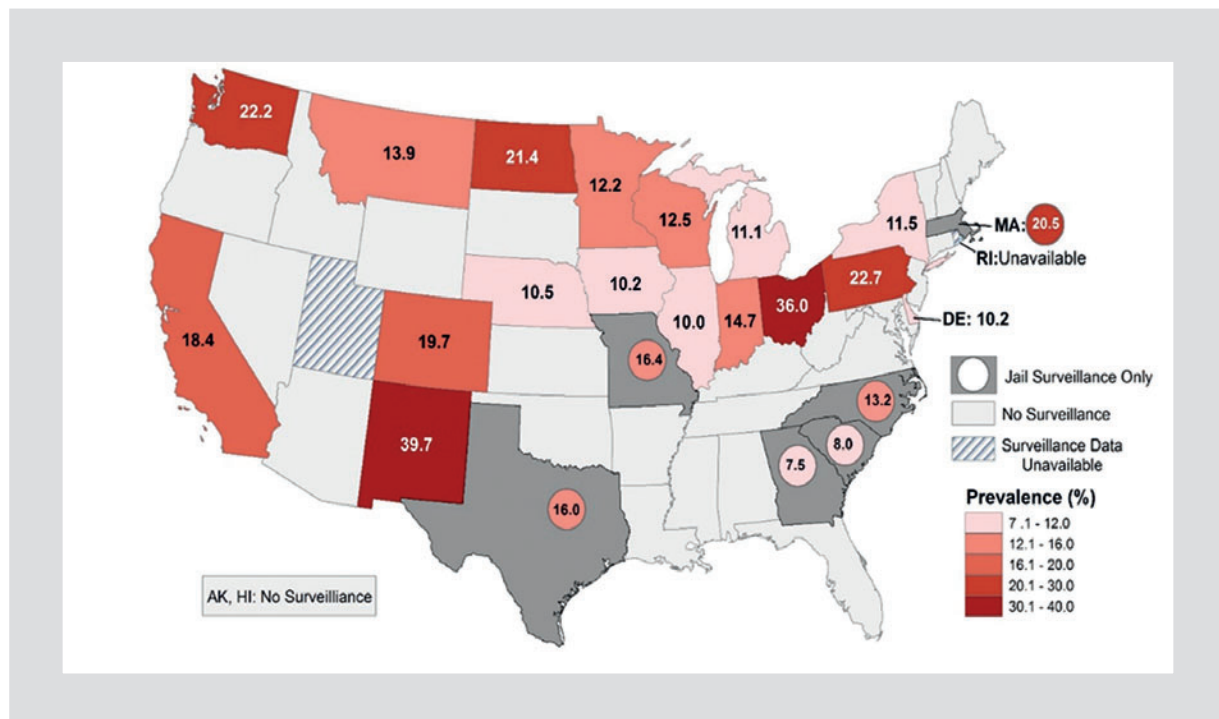 22.2
13.9
21.4
12.2
12.5
11.1
11.5
MA: 20.5
RI:Unavailable
10.5
10.2
10.0
14.7
36.0
22.7
DE: 10.2
18.4
19.7
16.4
13.2
8.0
7.5
39.7
16.0
AK, HI: No Surveilliance
Jail Surveillance Only
No Surveillance
Surveillance Data
Unavailable
Prevalence (%)
7 .1 - 12.0
12.1 - 16.0
16.1 - 20.0
20.1 - 30.0
30.1 - 40.0